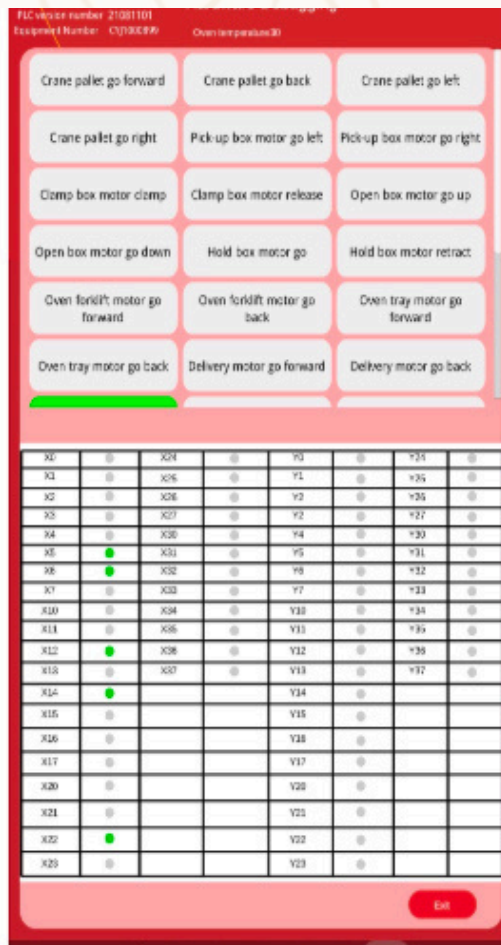 PLC version number 21081101
Equipment Number CYJ1000899
Oven temperature30
Crane pallet go forward
Crane pallet go back
Crane pallet go left
Crane pallet go right
Pick-up box motor go left
Pick-up box motor go right
Clamp box motor clamp
Clamp box motor release
Open box motor go up
Open box motor go down
Hold box motor go
Hold box motor retract
Oven forklift motor go
forward
Oven forklift motor go
back
Oven tray motor go
forward
Oven tray motor go back
Delivery motor go forward
Delivery motor go back
X0 X24 Y0 Y24
X1 X25 Y1 Y25
X2 X26 Y2 Y26
X3 X27 Y2 Y27
X4 X30 Y4 Y30
X5 X31 Y5 Y31
X6 X32 Y6 Y32
X7 X33 Y7 Y33
X10 X34 Y10 Y34
X11 X35 Y11 Y35
X12 X36 Y12 Y36
X13 X37 Y13 Y37
X14 Y14
X15 Y15
X16 Y16
X17 Y17
X20 Y20
X21 Y21
X22 Y22
X23 Y23
Exit